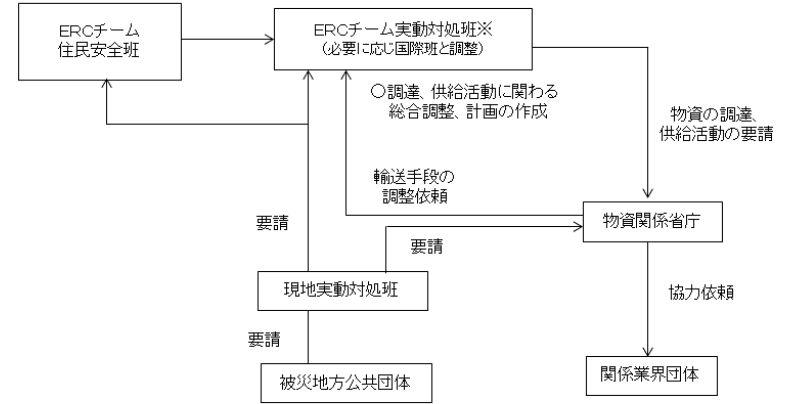 ERCチーム
住民安全班
ERCチーム実動対処班※
（必要に応じ国際班と調整）
○調達、供給活動に関わる
総合調整、計画の作成
物資の調達、
供給活動の要請
輸送手段の
調整依頼
物資関係省庁
要請
要請
現地実動対処班
協力依頼
要請
被災地方公共団体
関係業界団体